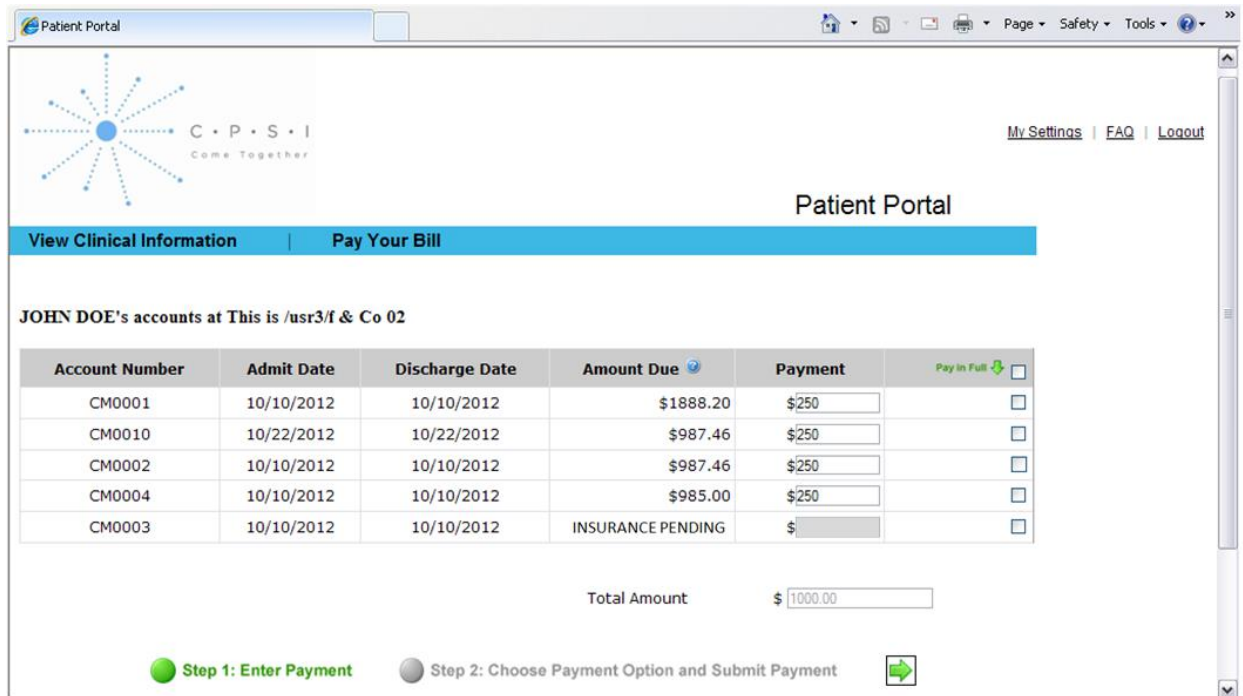 Patient Portal
Page Safety Tools »
C • P • S • I
Come Together
My Settings | FAQ | Logout
Patient Portal
View Clinical Information | Pay Your Bill
JOHN DOE's accounts at This is /usr3/f & Co 02
Account Number Admit Date Discharge Date Amount Due Payment Pay in Full
CM0001 10/10/2012 10/10/2012 $1888.20 $250
CM0010 10/22/2012 10/22/2012 $987.46 $250
CM0002 10/10/2012 10/10/2012 $987.46 $250
CM0004 10/10/2012 10/10/2012 $985.00 $250
CM0003 10/10/2012 10/10/2012 INSURANCE PENDING $
Total Amount $ 1000.00
Step 1: Enter Payment Step 2: Choose Payment Option and Submit Payment